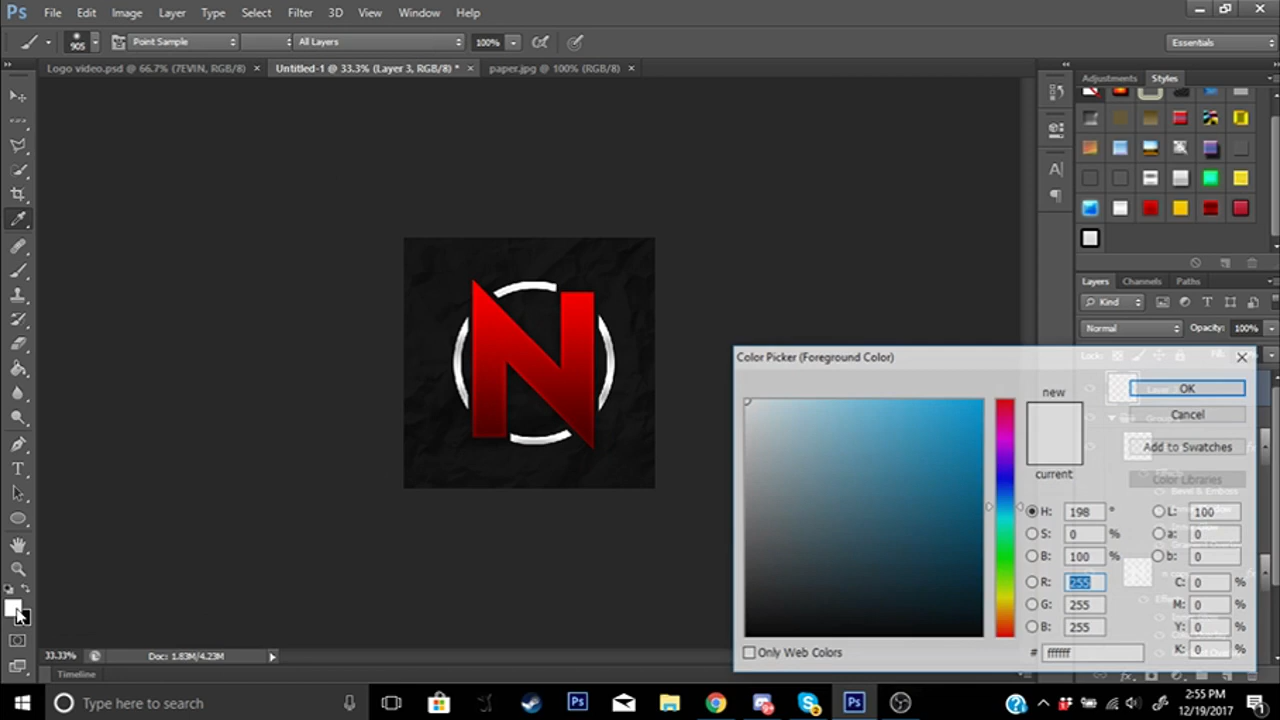 Ps File Edit Image Layer Type Select Filter 3D View Window Help
905 Point Sample All Layers 100% Essentials
Logo video.psd @ 66.7% (7EVIN, RGB/8) × Untitled-1 @ 33.3% (Layer 3, RGB/8) * × paper.jpg @ 100% (RGB/8) ×
Adjustments Styles
N
Layers Channels Paths
Kind
Normal Opacity: 100%
Lock: Fill:
Color Picker (Foreground Color)
new
OK
Cancel
Add to Swatches
current
Color Libraries
Bevel & Emboss
H: 198 ° L: 100
S: 0 % a: 0
B: 100 % b: 0
R: 255 C: 0 %
G: 255 M: 0 %
B: 255 Y: 0 %
K: 0 %
Only Web Colors # ffffff
33.33% Doc: 1.83M/4.23M
Timeline
Type here to search
2:55 PM
12/19/2017